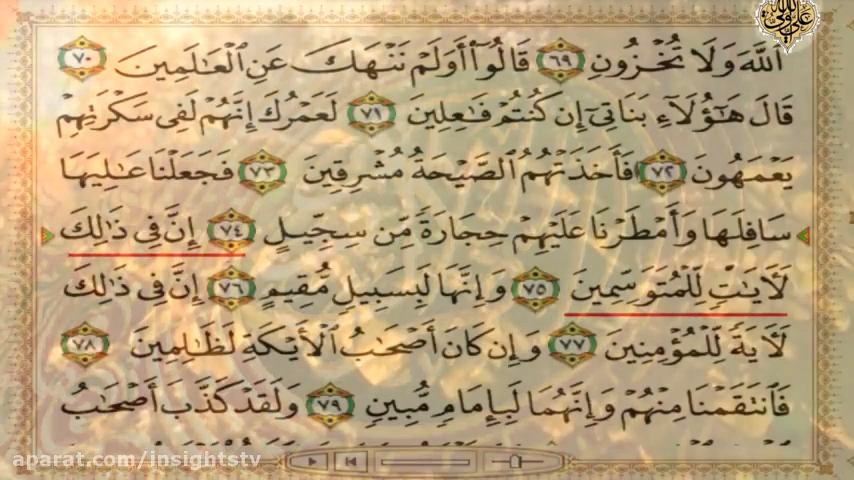 اللَّهَ وَلَا تُخْزُونِ ٦٩ قَالُوٓا۟ أَوَلَمْ نَنْهَكَ عَنِ ٱلْعَٰلَمِينَ ٧٠
قَالَ هَٰٓؤُلَآءِ بَنَاتِىٓ إِن كُنتُمْ فَٰعِلِينَ ٧١ لَعَمْرُكَ إِنَّهُمْ لَفِى سَكْرَتِهِمْ
يَعْمَهُونَ ٧٢ فَأَخَذَتْهُمُ ٱلصَّيْحَةُ مُشْرِقِينَ ٧٣ فَجَعَلْنَا عَٰلِيَهَا
سَافِلَهَا وَأَمْطَرْنَا عَلَيْهِمْ حِجَارَةً مِّن سِجِّيلٍ ٧٤ إِنَّ فِى ذَٰلِكَ
لَءَايَٰتٍ لِّلْمُتَوَسِّمِينَ ٧٥ وَإِنَّهَا لَبِسَبِيلٍ مُّقِيمٍ ٧٦ إِنَّ فِى ذَٰلِكَ
لَءَايَةً لِّلْمُؤْمِنِينَ ٧٧ وَإِن كَانَ أَصْحَٰبُ ٱلْأَيْكَةِ لَظَٰلِمِينَ ٧٨
فَٱنتَقَمْنَا مِنْهُمْ وَإِنَّهُمَا لَبِإِمَامٍ مُّبِينٍ ٧٩ وَلَقَدْ كَذَّبَ أَصْحَٰبُ
aparat.com/insightstv